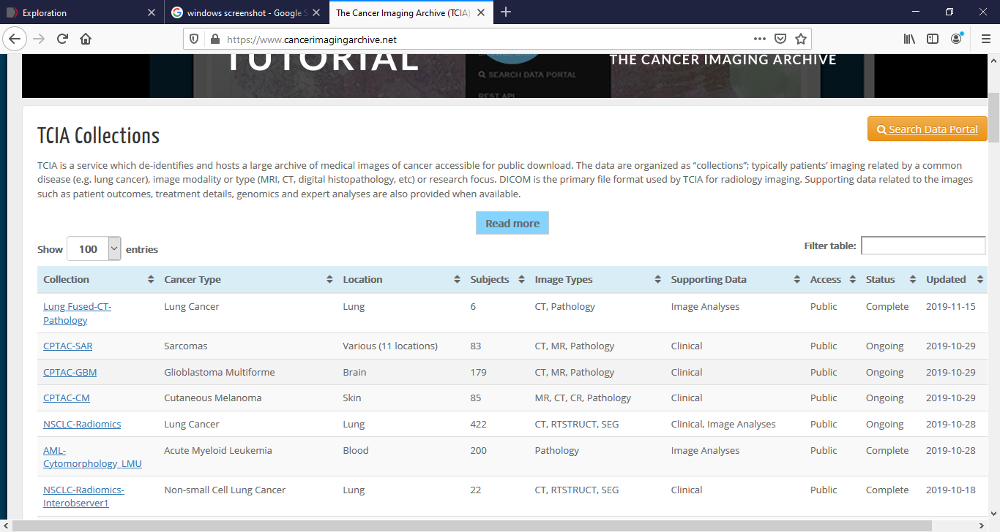 Exploration
windows screenshot - Google S
The Cancer Imaging Archive (TCIA)
https://www.cancerimagingarchive.net
TUTORIAL
THE CANCER IMAGING ARCHIVE
SEARCH DATA PORTAL
REST API
TCIA Collections
Search Data Portal
TCIA is a service which de-identifies and hosts a large archive of medical images of cancer accessible for public download. The data are organized as “collections”; typically patients’ imaging related by a common
disease (e.g. lung cancer), image modality or type (MRI, CT, digital histopathology, etc) or research focus. DICOM is the primary file format used by TCIA for radiology imaging. Supporting data related to the images
such as patient outcomes, treatment details, genomics and expert analyses are also provided when available.
Read more
Show 100 entries
Filter table:
Collection Cancer Type Location Subjects Image Types Supporting Data Access Status Updated
Lung Fused-CT- Lung Cancer Lung 6 CT, Pathology Image Analyses Public Complete 2019-11-15
Pathology
CPTAC-SAR Sarcomas Various (11 locations) 83 CT, MR, Pathology Clinical Public Ongoing 2019-10-29
CPTAC-GBM Glioblastoma Multiforme Brain 179 CT, MR, Pathology Clinical Public Ongoing 2019-10-29
CPTAC-CM Cutaneous Melanoma Skin 85 MR, CT, CR, Pathology Clinical Public Ongoing 2019-10-29
NSCLC-Radiomics Lung Cancer Lung 422 CT, RTSTRUCT, SEG Clinical, Image Analyses Public Ongoing 2019-10-28
AML- Acute Myeloid Leukemia Blood 200 Pathology Image Analyses Public Complete 2019-10-28
Cytomorphology_LMU
NSCLC-Radiomics- Non-small Cell Lung Cancer Lung 22 CT, RTSTRUCT, SEG Clinical Public Complete 2019-10-18
Interobserver1